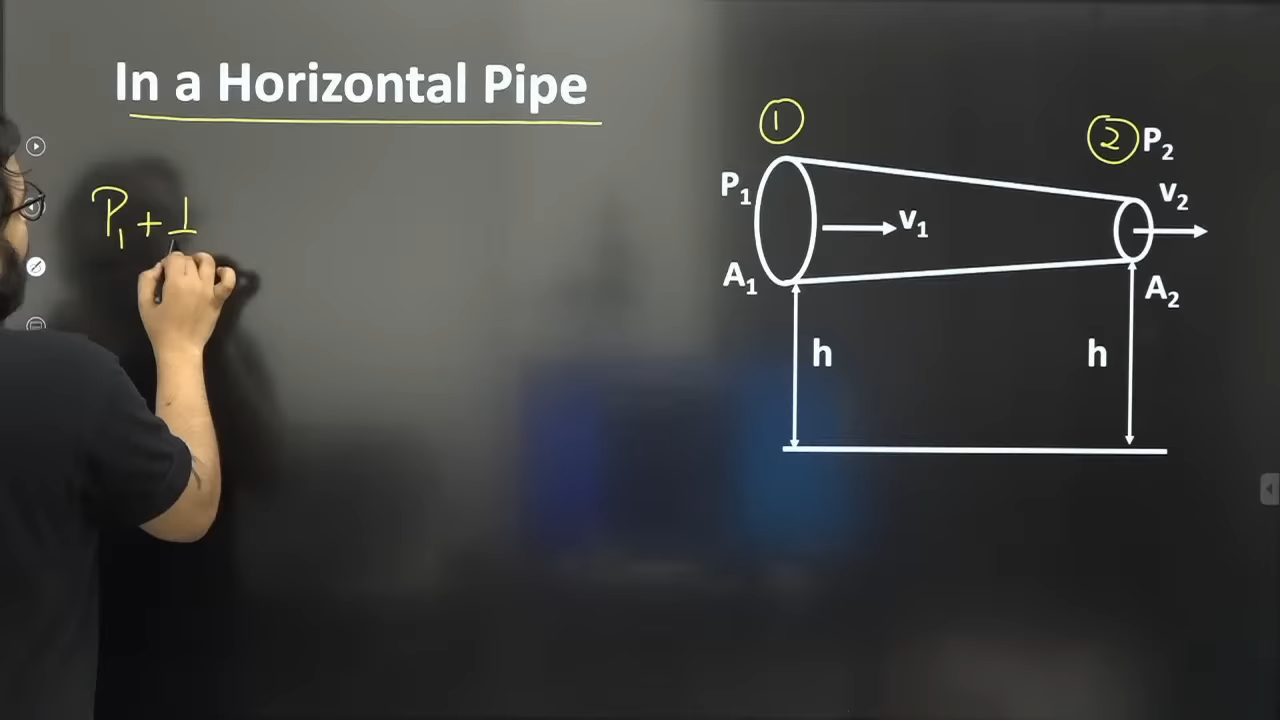 In a Horizontal Pipe
P₁ + 1
1
2
P₂
P₁
v₁
v₂
A₁
A₂
h
h